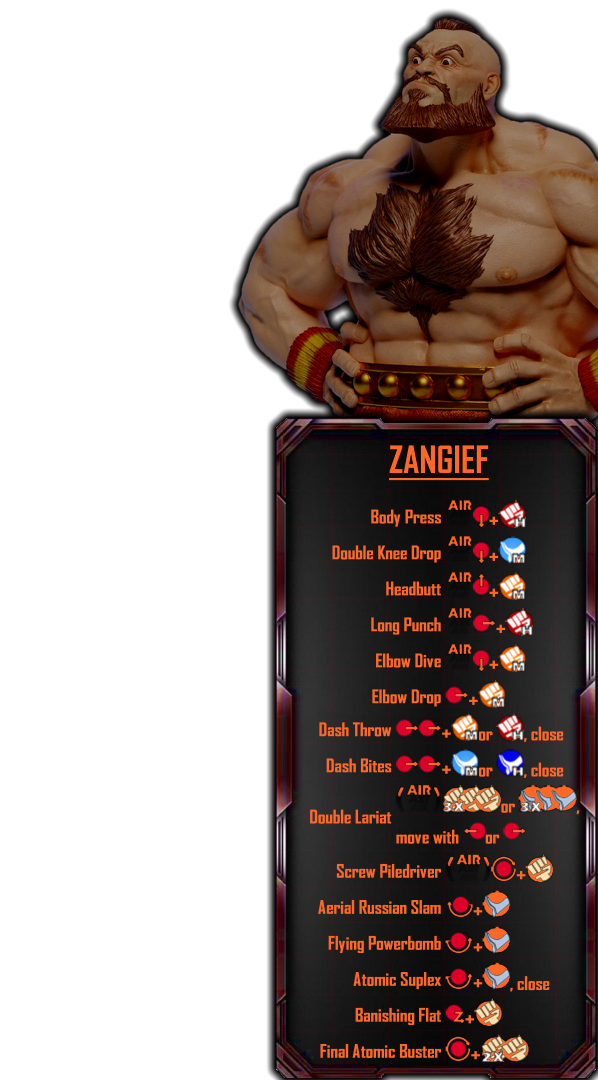 ZANGIEF
Body Press AIR + H
Double Knee Drop AIR + M
Headbutt AIR + M
Long Punch AIR + H
Elbow Dive AIR + M
Elbow Drop + M
Dash Throw + M or H, close
Dash Bites + M or H, close
Double Lariat (AIR) 3X or 3X,
move with or
Screw Piledriver (AIR) +
Aerial Russian Slam +
Flying Powerbomb +
Atomic Suplex + , close
Banishing Flat Z +
Final Atomic Buster + 2X